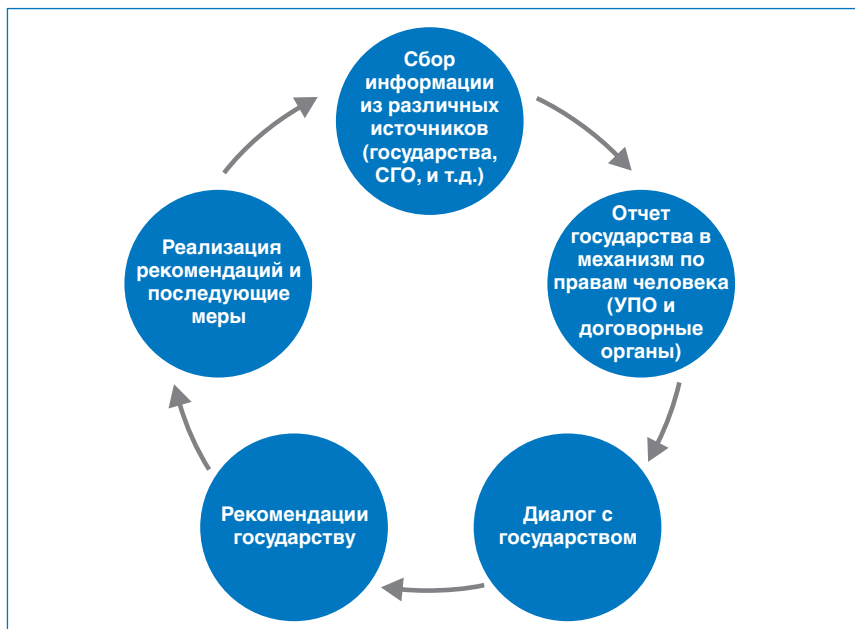 Сбор
информации
из различных
источников
(государства,
СГО, и т.д.)
Отчет
государства в
механизм по
правам человека
(УПО и
договорные
органы)
Диалог с
государством
Рекомендации
государству
Реализация
рекомендаций и
последующие
меры